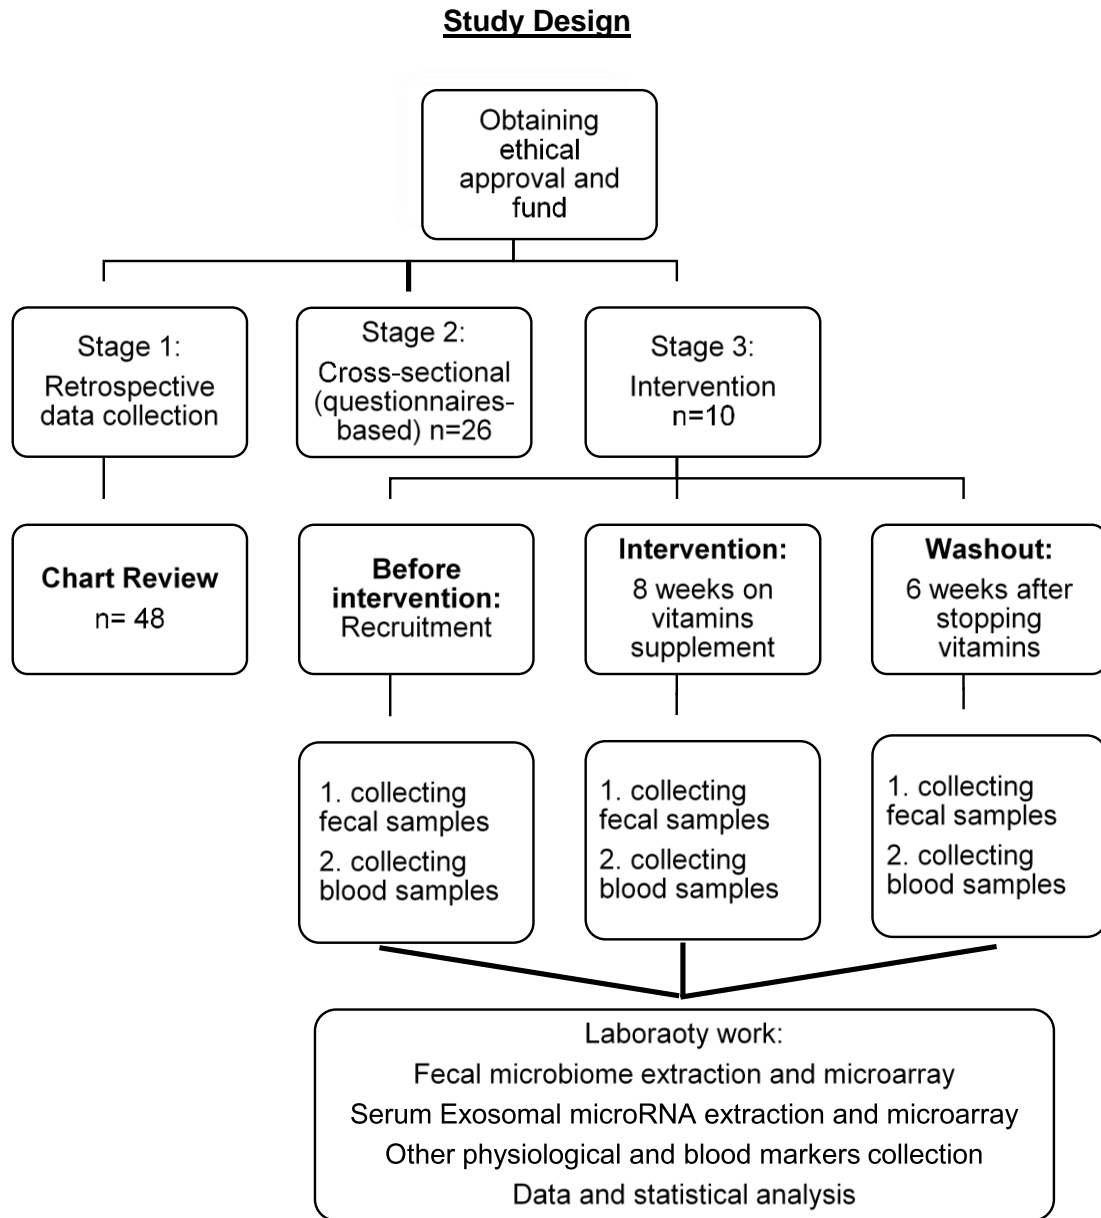 Study Design
Obtaining
ethical
approval and
fund
Stage 1:
Retrospective
data collection
Stage 2:
Cross-sectional
(questionnaires-
based) n=26
Stage 3:
Intervention
n=10
Chart Review
n= 48
Before
intervention:
Recruitment
Intervention:
8 weeks on
vitamins
supplement
Washout:
6 weeks after
stopping
vitamins
1. collecting
fecal samples
2. collecting
blood samples
1. collecting
fecal samples
2. collecting
blood samples
1. collecting
fecal samples
2. collecting
blood samples
Laboraoty work:
Fecal microbiome extraction and microarray
Serum Exosomal microRNA extraction and microarray
Other physiological and blood markers collection
Data and statistical analysis